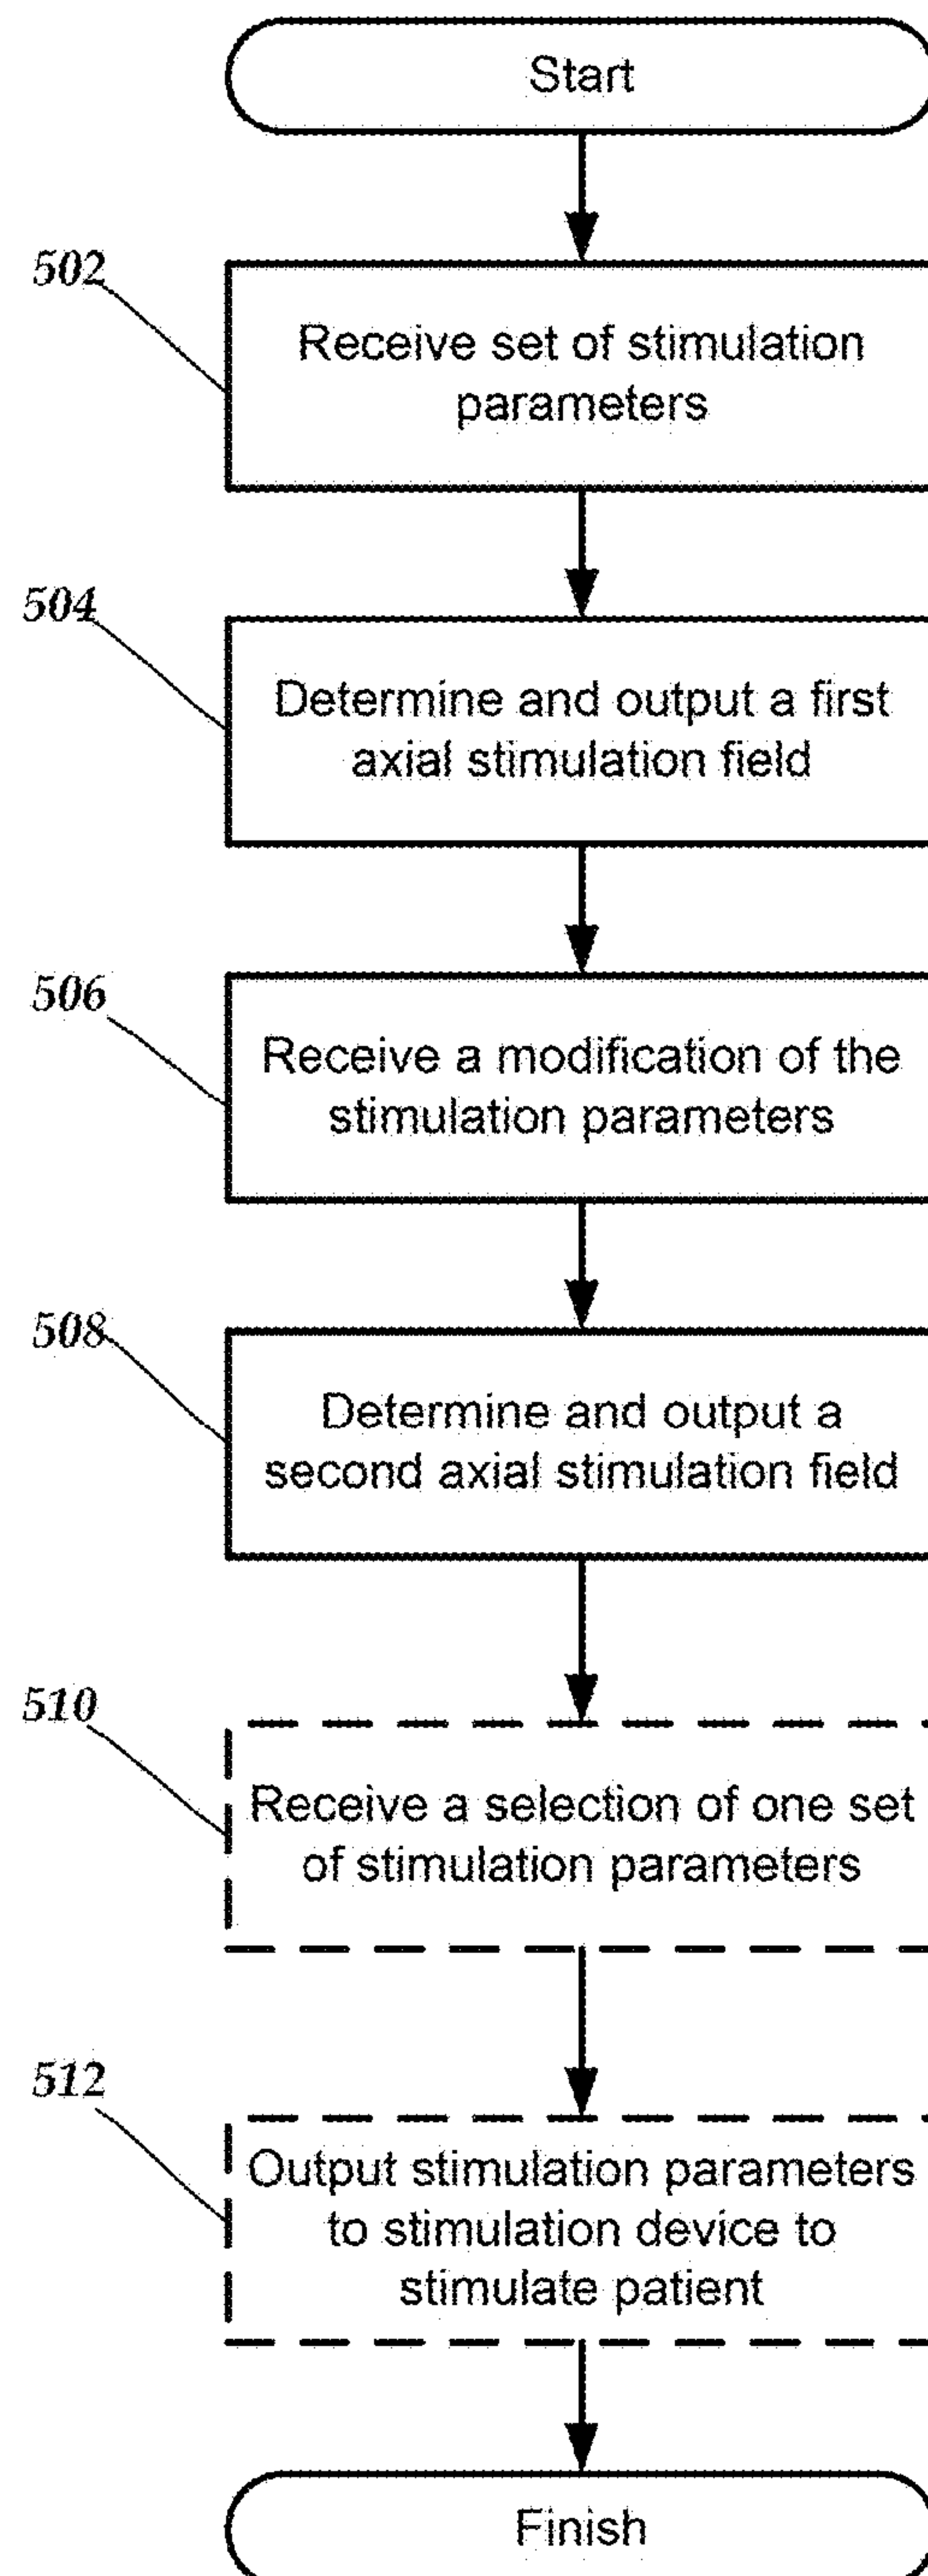 Start
502
Receive set of stimulation
parameters
504
Determine and output a first
axial stimulation field
506
Receive a modification of the
stimulation parameters
508
Determine and output a
second axial stimulation field
510
Receive a selection of one set
of stimulation parameters
512
Output stimulation parameters
to stimulation device to
stimulate patient
Finish